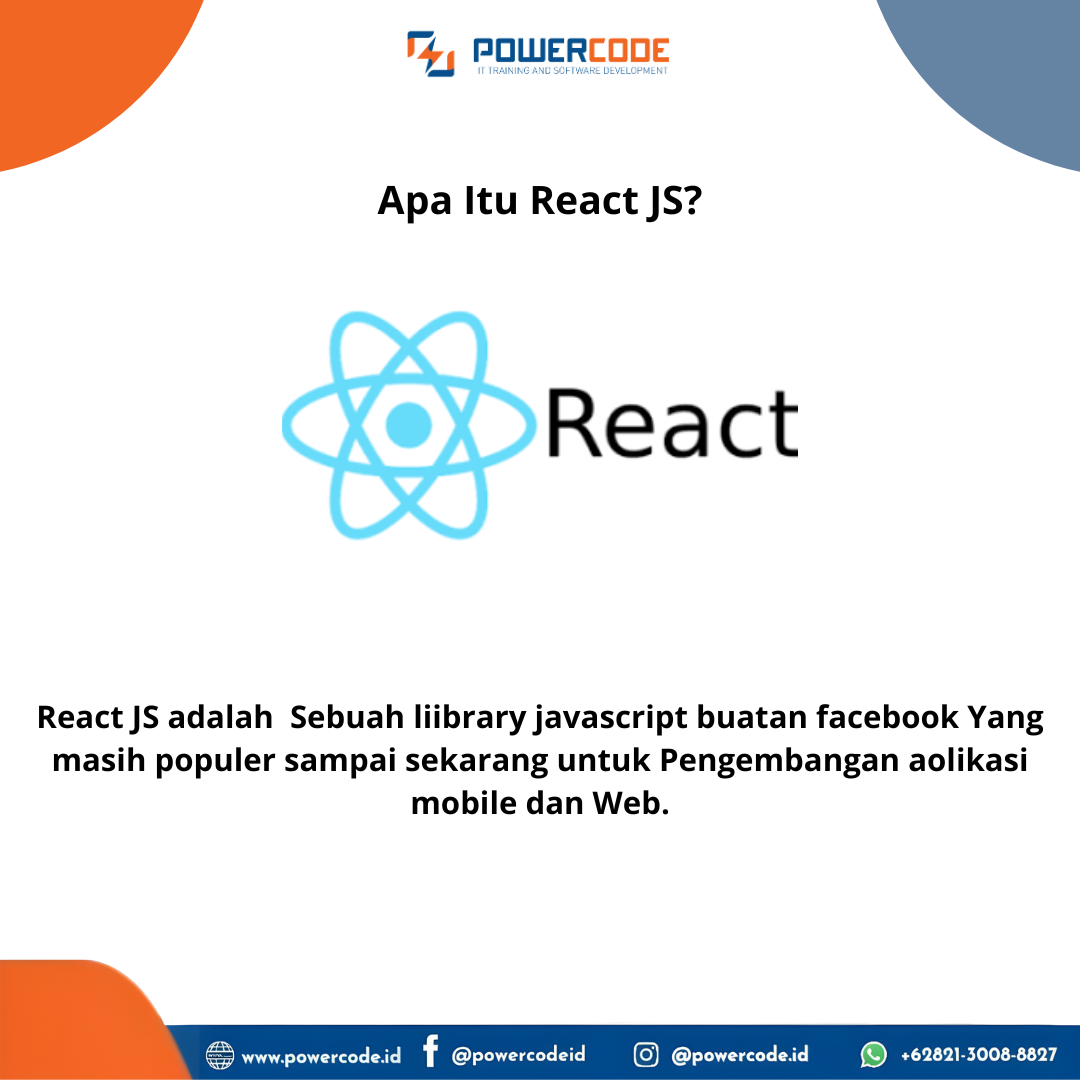 POWERCODE
IT TRAINING AND SOFTWARE DEVELOPMENT
Apa Itu React JS?
React
React JS adalah  Sebuah liibrary javascript buatan facebook Yang
masih populer sampai sekarang untuk Pengembangan aolikasi
mobile dan Web.
www.powercode.id
@powercodeid
@powercode.id
+62821-3008-8827